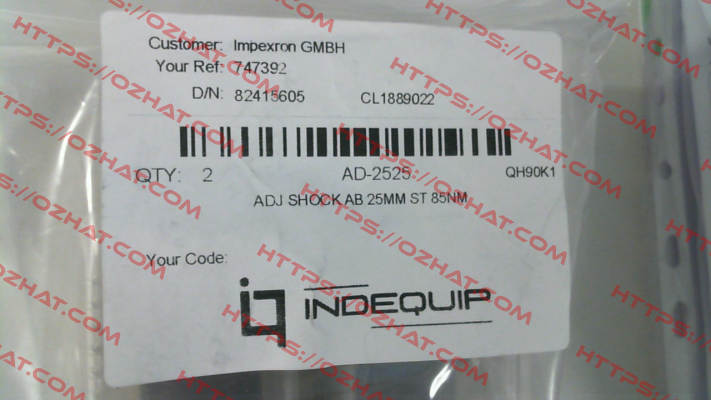 Customer: Impexron GMBH
Your Ref: 747392
D/N: 82415605 CL1889022
QTY: 2 AD-2525 QH90K1
ADJ SHOCK AB 25MM ST 85NM
Your Code:
INDEQUIP
HTTPS://OZHAT.COM